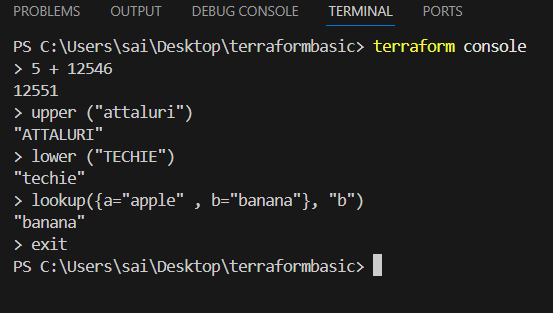 PROBLEMS OUTPUT DEBUG CONSOLE TERMINAL PORTS
PS C:\Users\sai\Desktop\terraformbasic> terraform console
> 5 + 12546
12551
> upper ("attaluri")
"ATTALURI"
> lower ("TECHIE")
"techie"
> lookup({a="apple" , b="banana"}, "b")
"banana"
> exit
PS C:\Users\sai\Desktop\terraformbasic>